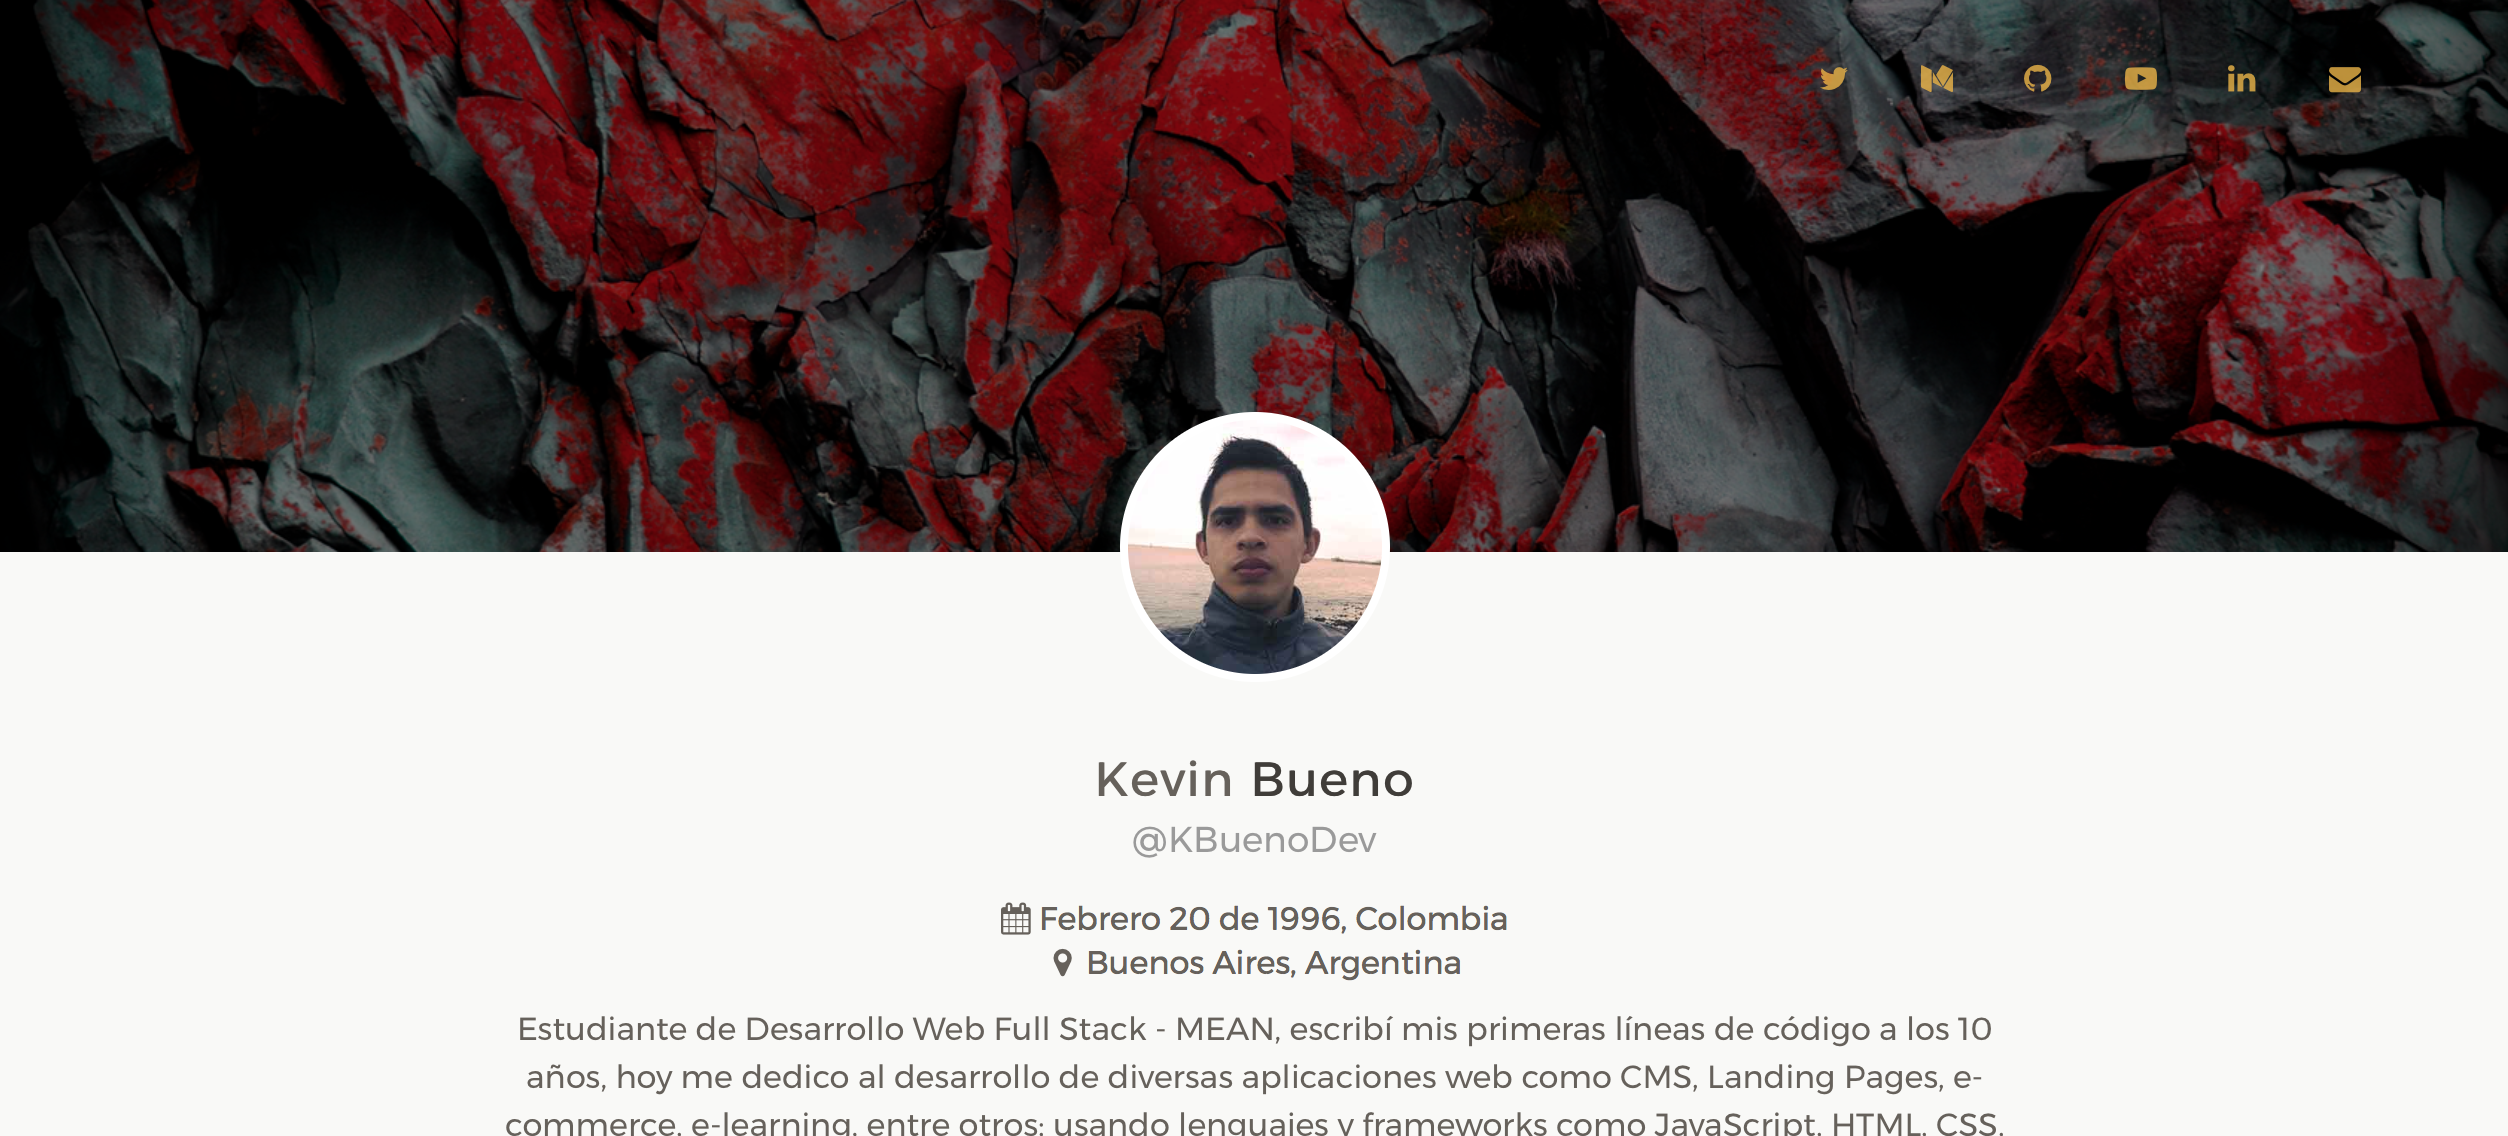 Kevin Bueno
@KBuenoDev
Febrero 20 de 1996, Colombia
Buenos Aires, Argentina
Estudiante de Desarrollo Web Full Stack - MEAN, escribí mis primeras líneas de código a los 10
años, hoy me dedico al desarrollo de diversas aplicaciones web como CMS, Landing Pages, e-
commerce, e-learning, entre otros; usando lenguajes y frameworks como JavaScript, HTML, CSS,